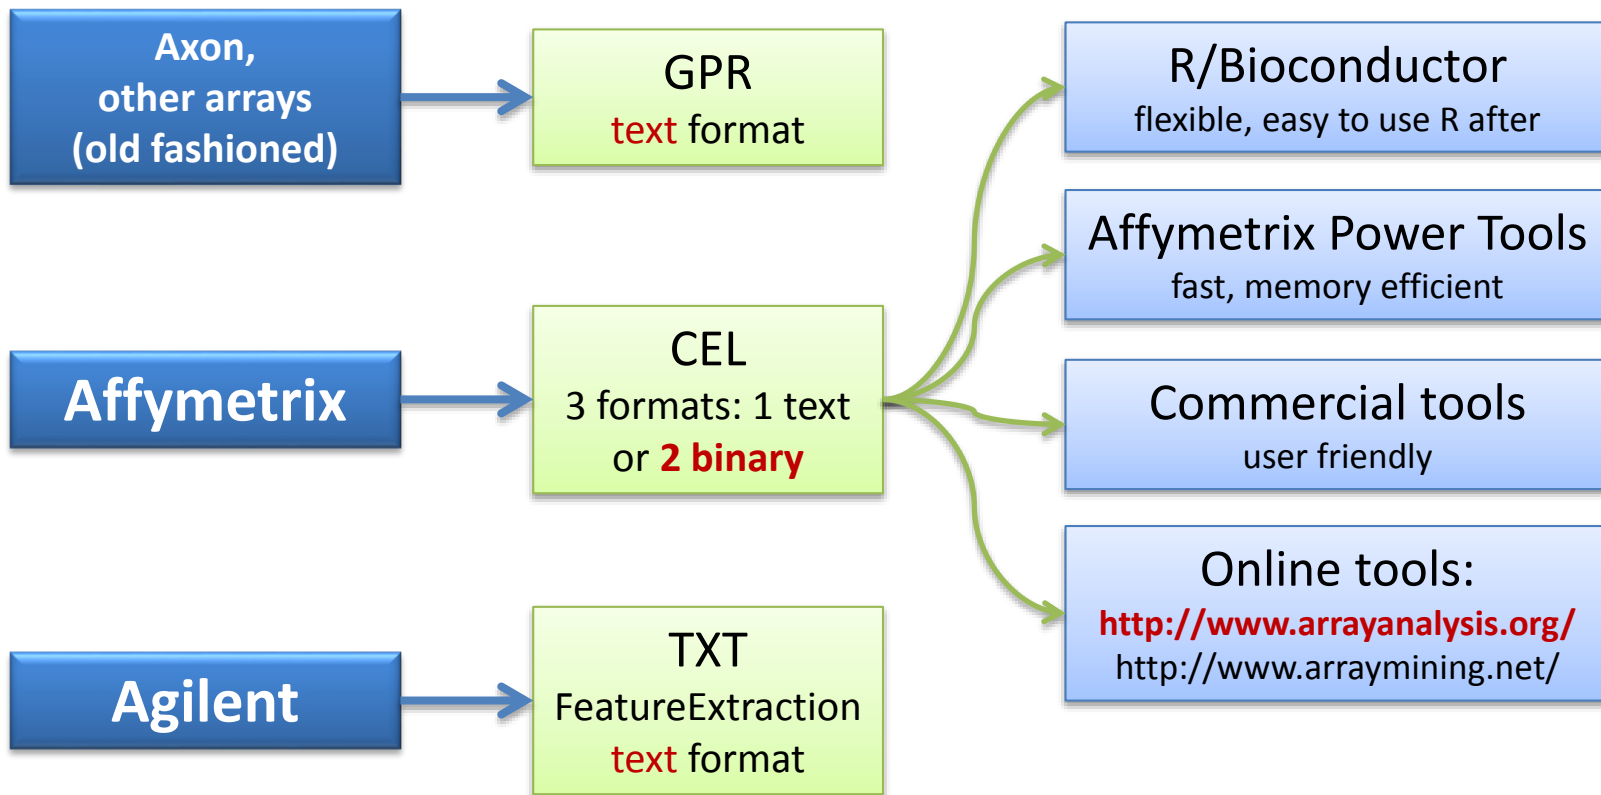 Axon,
other arrays
(old fashioned)
GPR
text format
R/Bioconductor
flexible, easy to use R after
Affymetrix Power Tools
fast, memory efficient
Affymetrix
CEL
3 formats: 1 text
or 2 binary
Commercial tools
user friendly
Online tools:
http://www.arrayanalysis.org/
http://www.arraymining.net/
Agilent
TXT
FeatureExtraction
text format